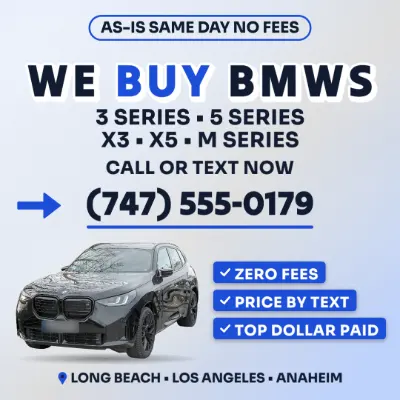 AS-IS SAME DAY NO FEES
WE BUY BMWS
3 SERIES • 5 SERIES
X3 • X5 • M SERIES
CALL OR TEXT NOW
(747) 555-0179
ZERO FEES
PRICE BY TEXT
TOP DOLLAR PAID
LONG BEACH • LOS ANGELES • ANAHEIM